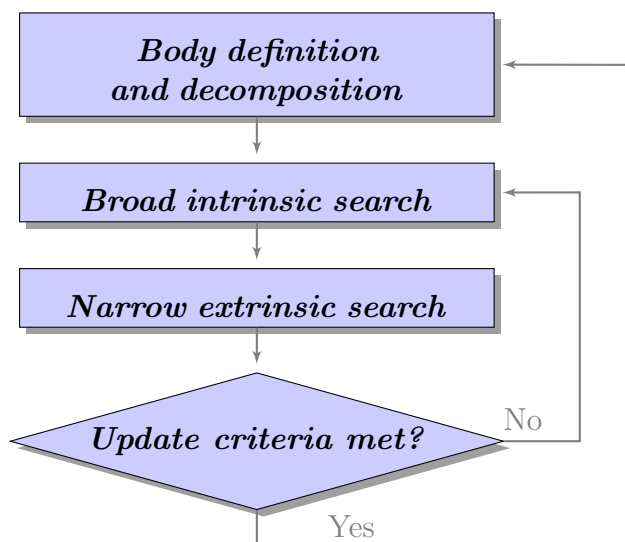 Body definition
and decomposition
Broad intrinsic search
Narrow extrinsic search
Update criteria met?
No
Yes